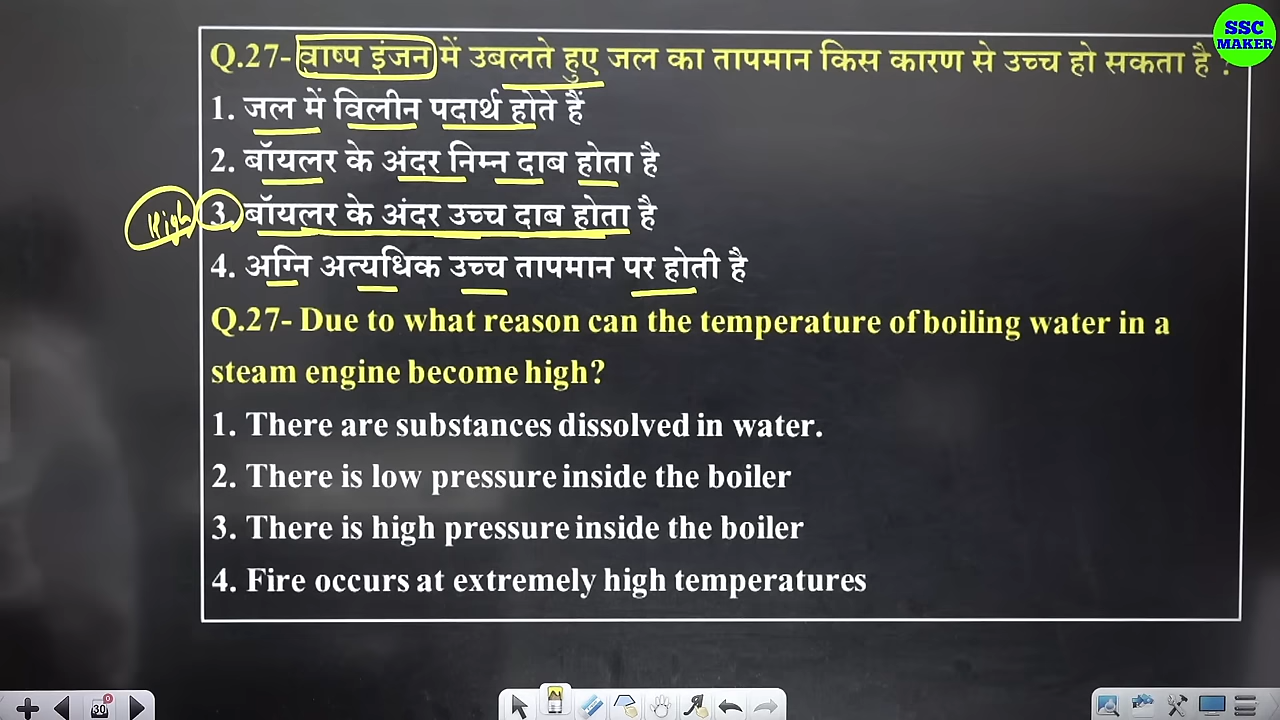 SSC
MAKER
Q.27- वाष्प इंजन में उबलते हुए जल का तापमान किस कारण से उच्च हो सकता है ?
1. जल में विलीन पदार्थ होते हैं
2. बॉयलर के अंदर निम्न दाब होता है
High 3. बॉयलर के अंदर उच्च दाब होता है
4. अग्नि अत्यधिक उच्च तापमान पर होती है
Q.27- Due to what reason can the temperature of boiling water in a
steam engine become high?
1. There are substances dissolved in water.
2. There is low pressure inside the boiler
3. There is high pressure inside the boiler
4. Fire occurs at extremely high temperatures
30